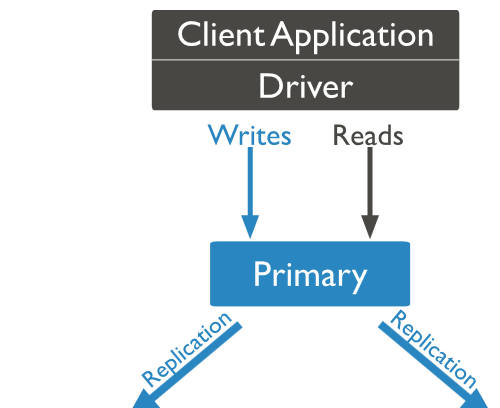 Client Application
Driver
Writes
Reads
Primary
Replication
Replication